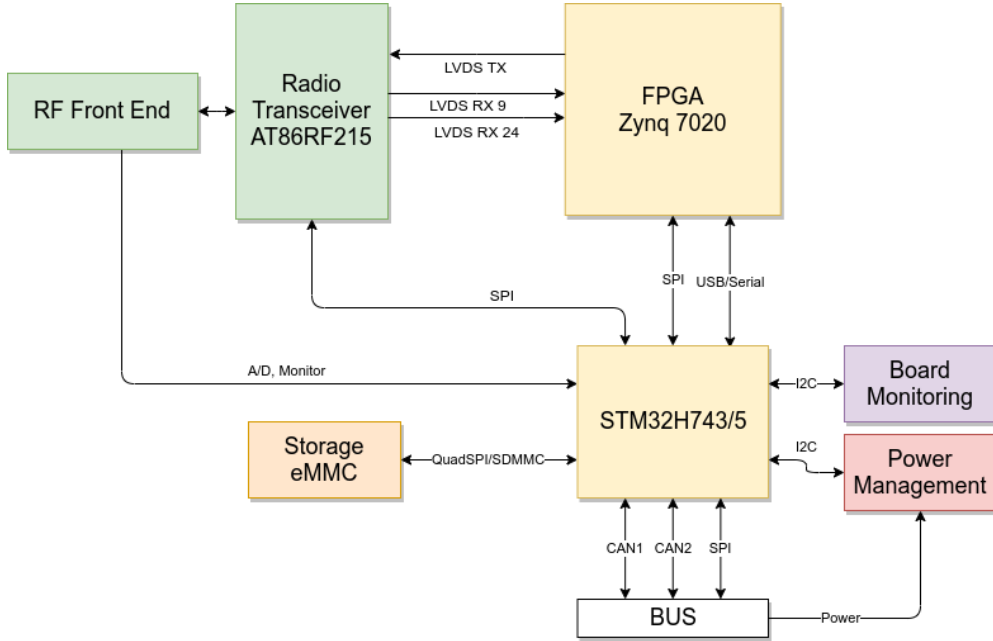 RF Front End
Radio
Transceiver
AT86RF215
LVDS TX
LVDS RX 9
LVDS RX 24
FPGA
Zynq 7020
SPI
SPI
USB/Serial
A/D, Monitor
STM32H743/5
I2C
Board
Monitoring
Storage
eMMC
QuadSPI/SDMMC
I2C
Power
Management
CAN1
CAN2
SPI
BUS
Power